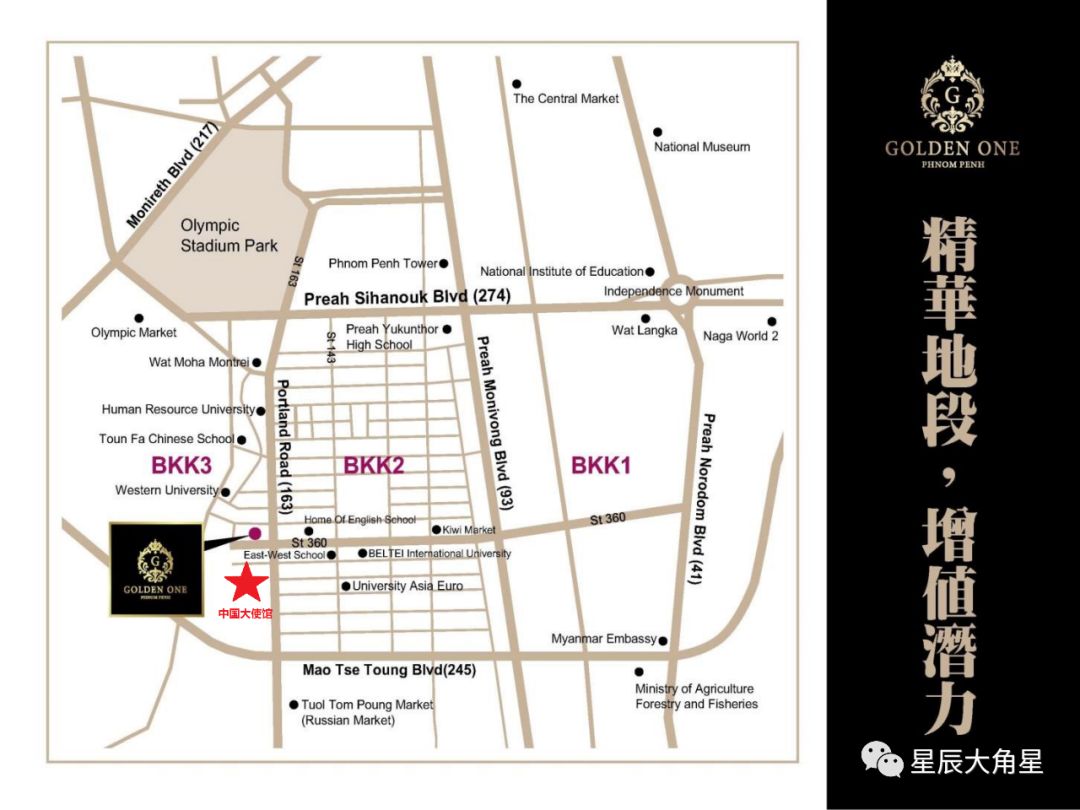 The Central Market
National Museum
Monireth Blvd (217)
Olympic
Stadium Park
St 163
Phnom Penh Tower
National Institute of Education
Independence Monument
Preah Sihanouk Blvd (274)
Olympic Market
Preah Yukunthor
High School
Wat Langka
Naga World 2
St 143
Wat Moha Montrei
Portland Road (163)
Preah Monivong Blvd (93)
Preah Norodom Blvd (41)
Human Resource University
Toun Fa Chinese School
BKK3
BKK2
BKK1
Western University
Home Of English School
Kiwi Market
St 360
St 360
East-West School
BELTEI International University
University Asia Euro
G
GOLDEN ONE
PHNOM PENH
中国大使馆
Myanmar Embassy
Mao Tse Toung Blvd(245)
Ministry of Agriculture
Forestry and Fisheries
Tuol Tom Poung Market
(Russian Market)
G
GOLDEN ONE
PHNOM PENH
精華地段，增值潛力
星辰大角星